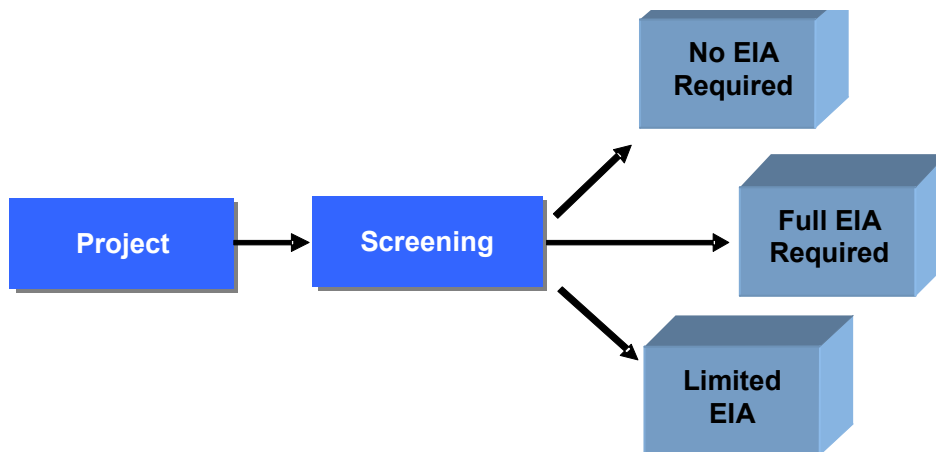 Project
Screening
No EIA
Required
Full EIA
Required
Limited
EIA